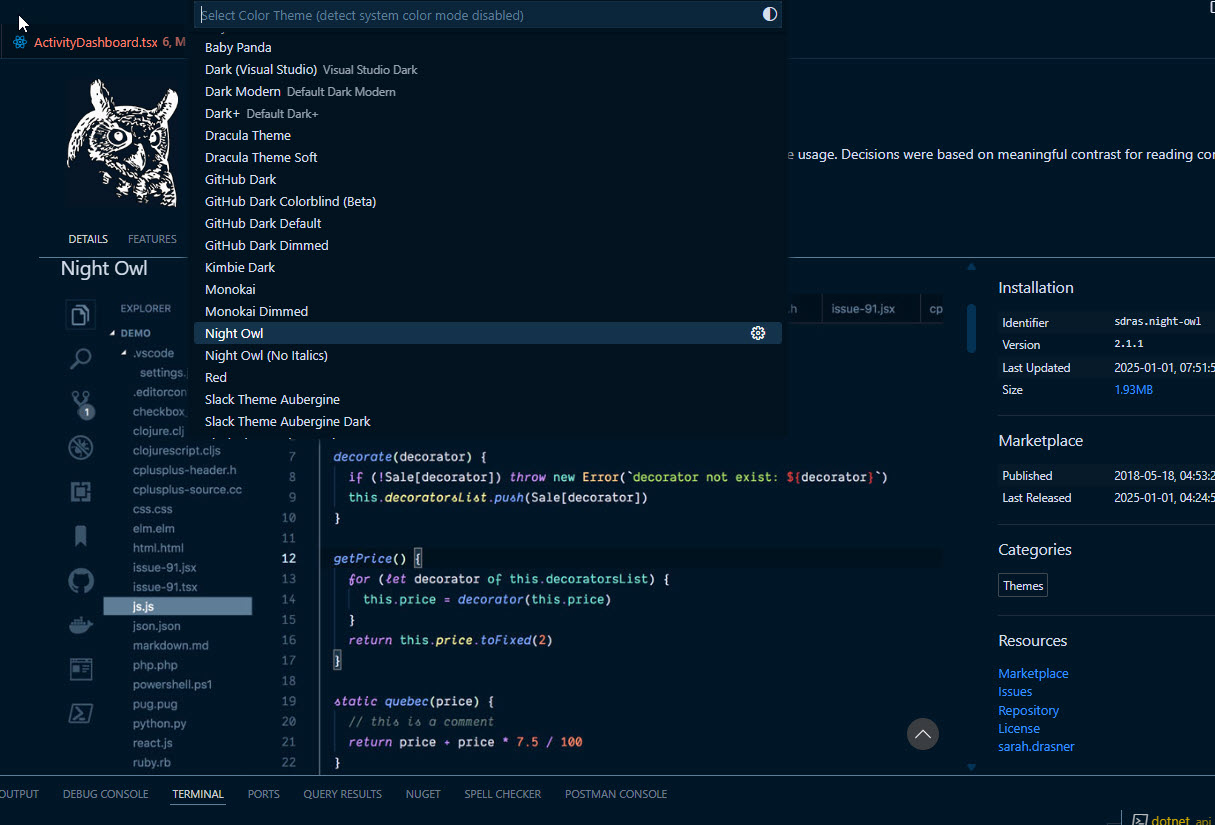 Select Color Theme (detect system color mode disabled)
ActivityDashboard.tsx 6, M
Baby Panda
Dark (Visual Studio) Visual Studio Dark
Dark Modern Default Dark Modern
Dark+ Default Dark+
Dracula Theme
Dracula Theme Soft
GitHub Dark
GitHub Dark Colorblind (Beta)
GitHub Dark Default
GitHub Dark Dimmed
Kimbie Dark
Monokai
Monokai Dimmed
Night Owl
Night Owl (No Italics)
Red
Slack Theme Aubergine
Slack Theme Aubergine Dark
e usage. Decisions were based on meaningful contrast for reading
DETAILS FEATURES
Night Owl
EXPLORER
DEMO
.vscode
settings.
.editorcon
checkbox_
clojure.clj
clojurescript.cljs
cplusplus-header.h
cplusplus-source.cc
css.css
elm.elm
html.html
issue-91.jsx
issue-91.tsx
js.js
json.json
markdown.md
php.php
powershell.ps1
pug.pug
python.py
react.js
ruby.rb
1
.h issue-91.jsx cp
7 decorate(decorator) {
8 if (!Sale[decorator]) throw new Error(`decorator not exist: ${decorator}`)
9 this.decoratorsList.push(Sale[decorator])
10 }
11
12 getPrice() {
13 for (let decorator of this.decoratorsList) {
14 this.price = decorator(this.price)
15 }
16 return this.price.toFixed(2)
17 }
18
19 static quebec(price) {
20 // this is a comment
21 return price + price * 7.5 / 100
22 }
Installation
Identifier sdras.night-owl
Version 2.1.1
Last Updated 2025-01-01, 07:51:5
Size 1.93MB
Marketplace
Published 2018-05-18, 04:53:2
Last Released 2025-01-01, 04:24:5
Categories
Themes
Resources
Marketplace
Issues
Repository
License
sarah.drasner
OUTPUT DEBUG CONSOLE TERMINAL PORTS QUERY RESULTS NUGET SPELL CHECKER POSTMAN CONSOLE
dotnet api